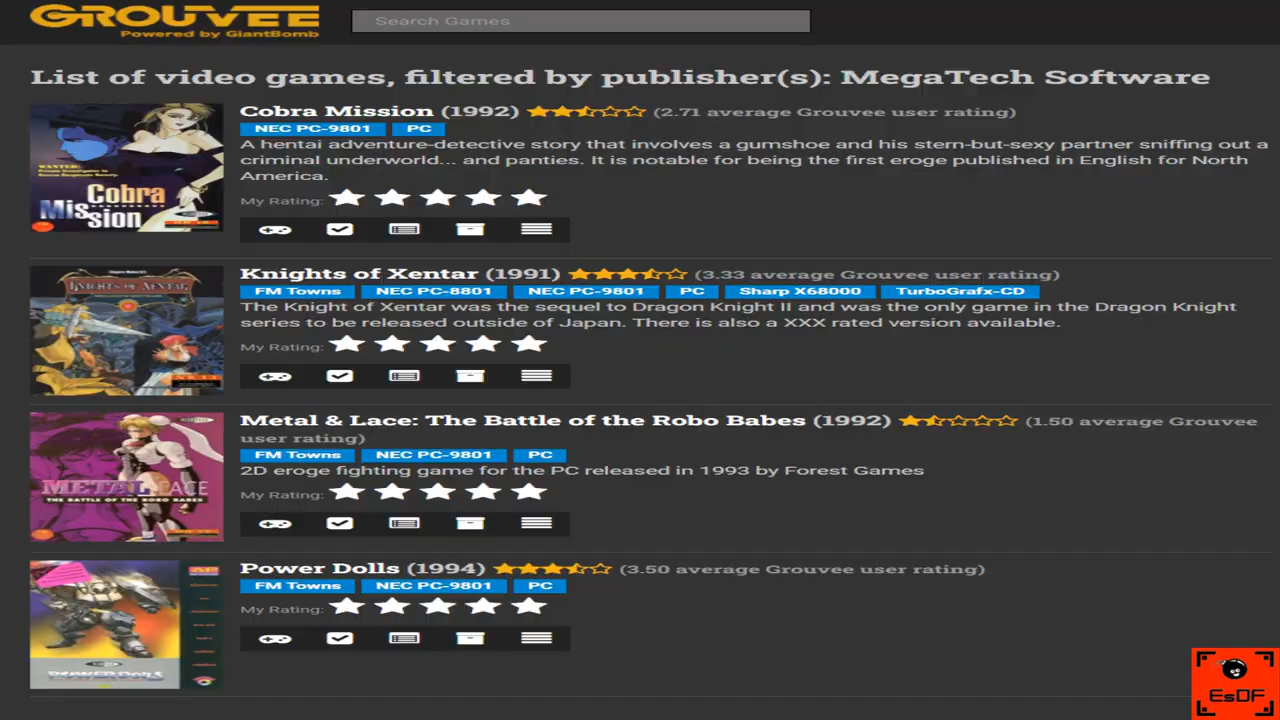 GROUVEE
Powered by GiantBomb
Search Games
List of video games, filtered by publisher(s): MegaTech Software
Cobra Mission (1992) (2.71 average Grouvee user rating)
NEC PC-9801 PC
A hentai adventure-detective story that involves a gumshoe and his stern-but-sexy partner sniffing out a
criminal underworld... and panties. It is notable for being the first eroge published in English for North
America.
My Rating:
WANTED:
Cobra
Mission
Knights of Xentar (1991) (3.33 average Grouvee user rating)
FM Towns NEC PC-8801 NEC PC-9801 PC Sharp X68000 TurboGrafx-CD
The Knight of Xentar was the sequel to Dragon Knight II and was the only game in the Dragon Knight
series to be released outside of Japan. There is also a XXX rated version available.
My Rating:
KNIGHTS OF XENTAR
Metal & Lace: The Battle of the Robo Babes (1992) (1.50 average Grouvee
user rating)
FM Towns NEC PC-9801 PC
2D eroge fighting game for the PC released in 1993 by Forest Games
My Rating:
METAL LACE
THE BATTLE OF THE ROBO BABES
Power Dolls (1994) (3.50 average Grouvee user rating)
FM Towns NEC PC-9801 PC
My Rating:
POWER DOLLS
EsDF